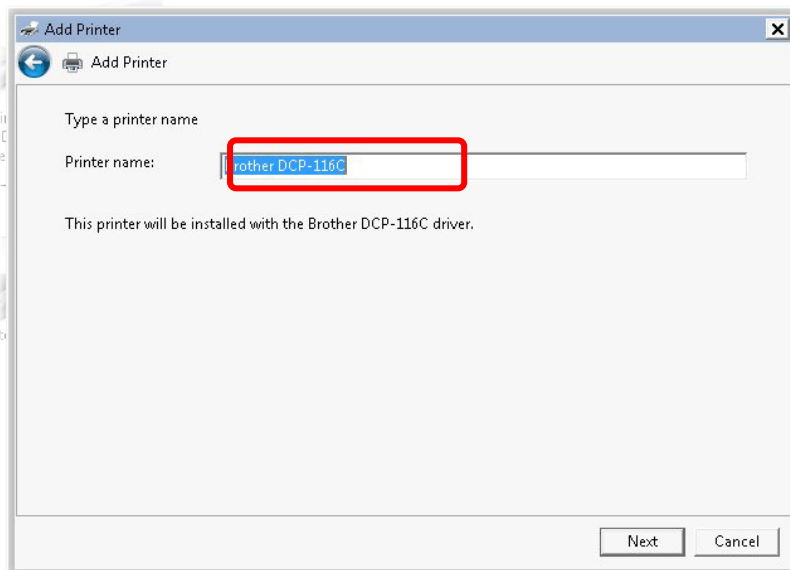 Add Printer
Add Printer
Type a printer name
Printer name:
Brother DCP-116C
This printer will be installed with the Brother DCP-116C driver.
Next
Cancel